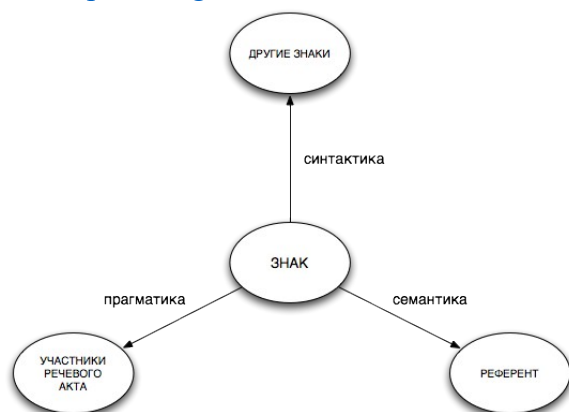 ДРУГИЕ ЗНАКИ
синтактика
ЗНАК
прагматика
семантика
УЧАСТНИКИ
РЕЧЕВОГО
АКТА
РЕФЕРЕНТ